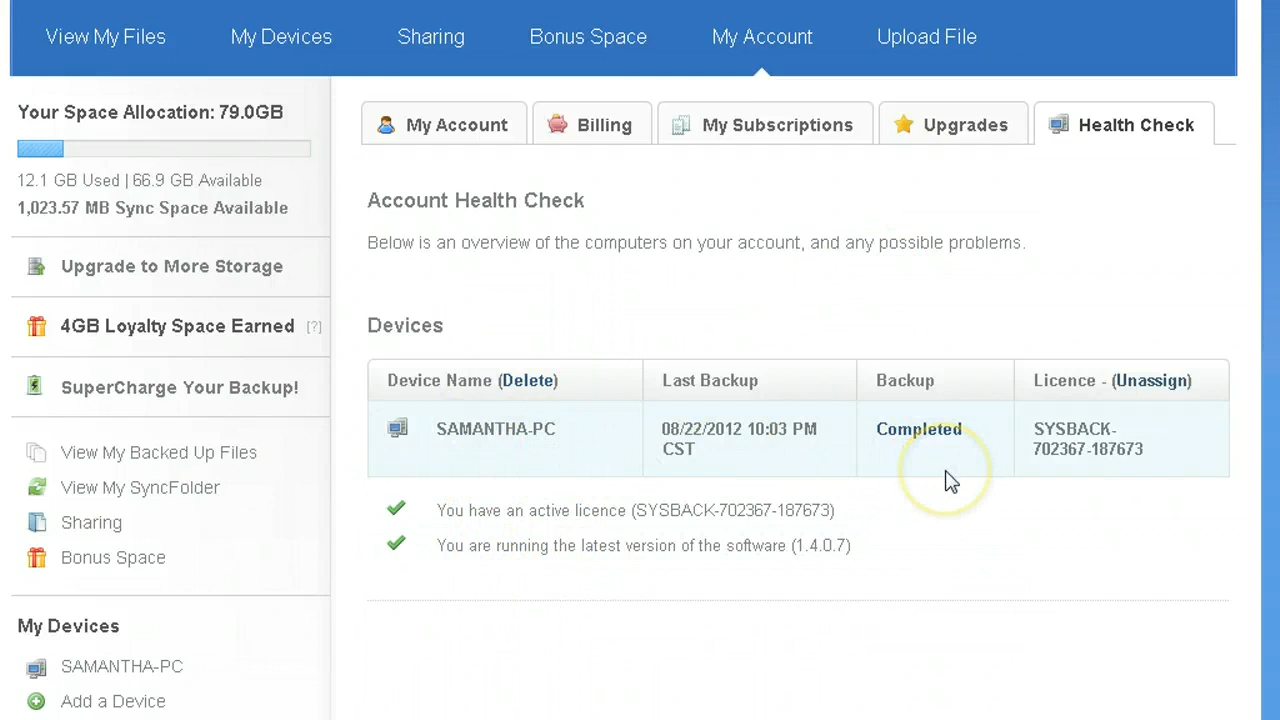 View My Files
My Devices
Sharing
Bonus Space
My Account
Upload File
Your Space Allocation: 79.0GB
12.1 GB Used | 66.9 GB Available
1,023.57 MB Sync Space Available
Upgrade to More Storage
4GB Loyalty Space Earned [?]
SuperCharge Your Backup!
View My Backed Up Files
View My SyncFolder
Sharing
Bonus Space
My Devices
SAMANTHA-PC
Add a Device
My Account
Billing
My Subscriptions
Upgrades
Health Check
Account Health Check
Below is an overview of the computers on your account, and any possible problems.
Devices
Device Name (Delete)
Last Backup
Backup
Licence - (Unassign)
SAMANTHA-PC
08/22/2012 10:03 PM
CST
Completed
SYSBACK-
702367-187673
You have an active licence (SYSBACK-702367-187673)
You are running the latest version of the software (1.4.0.7)